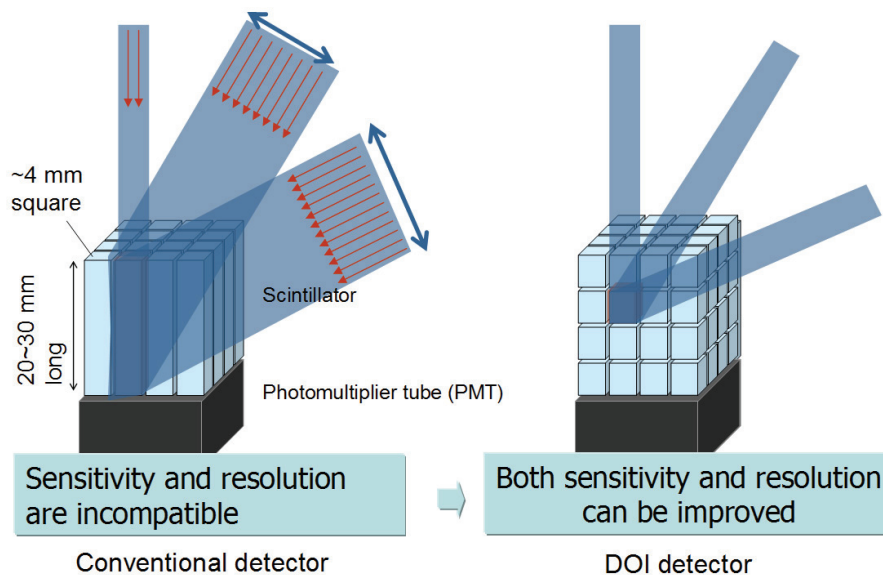 ~4 mm
square
20~30 mm
long
Scintillator
Photomultiplier tube (PMT)
Sensitivity and resolution
are incompatible
Conventional detector
Both sensitivity and resolution
can be improved
DOI detector